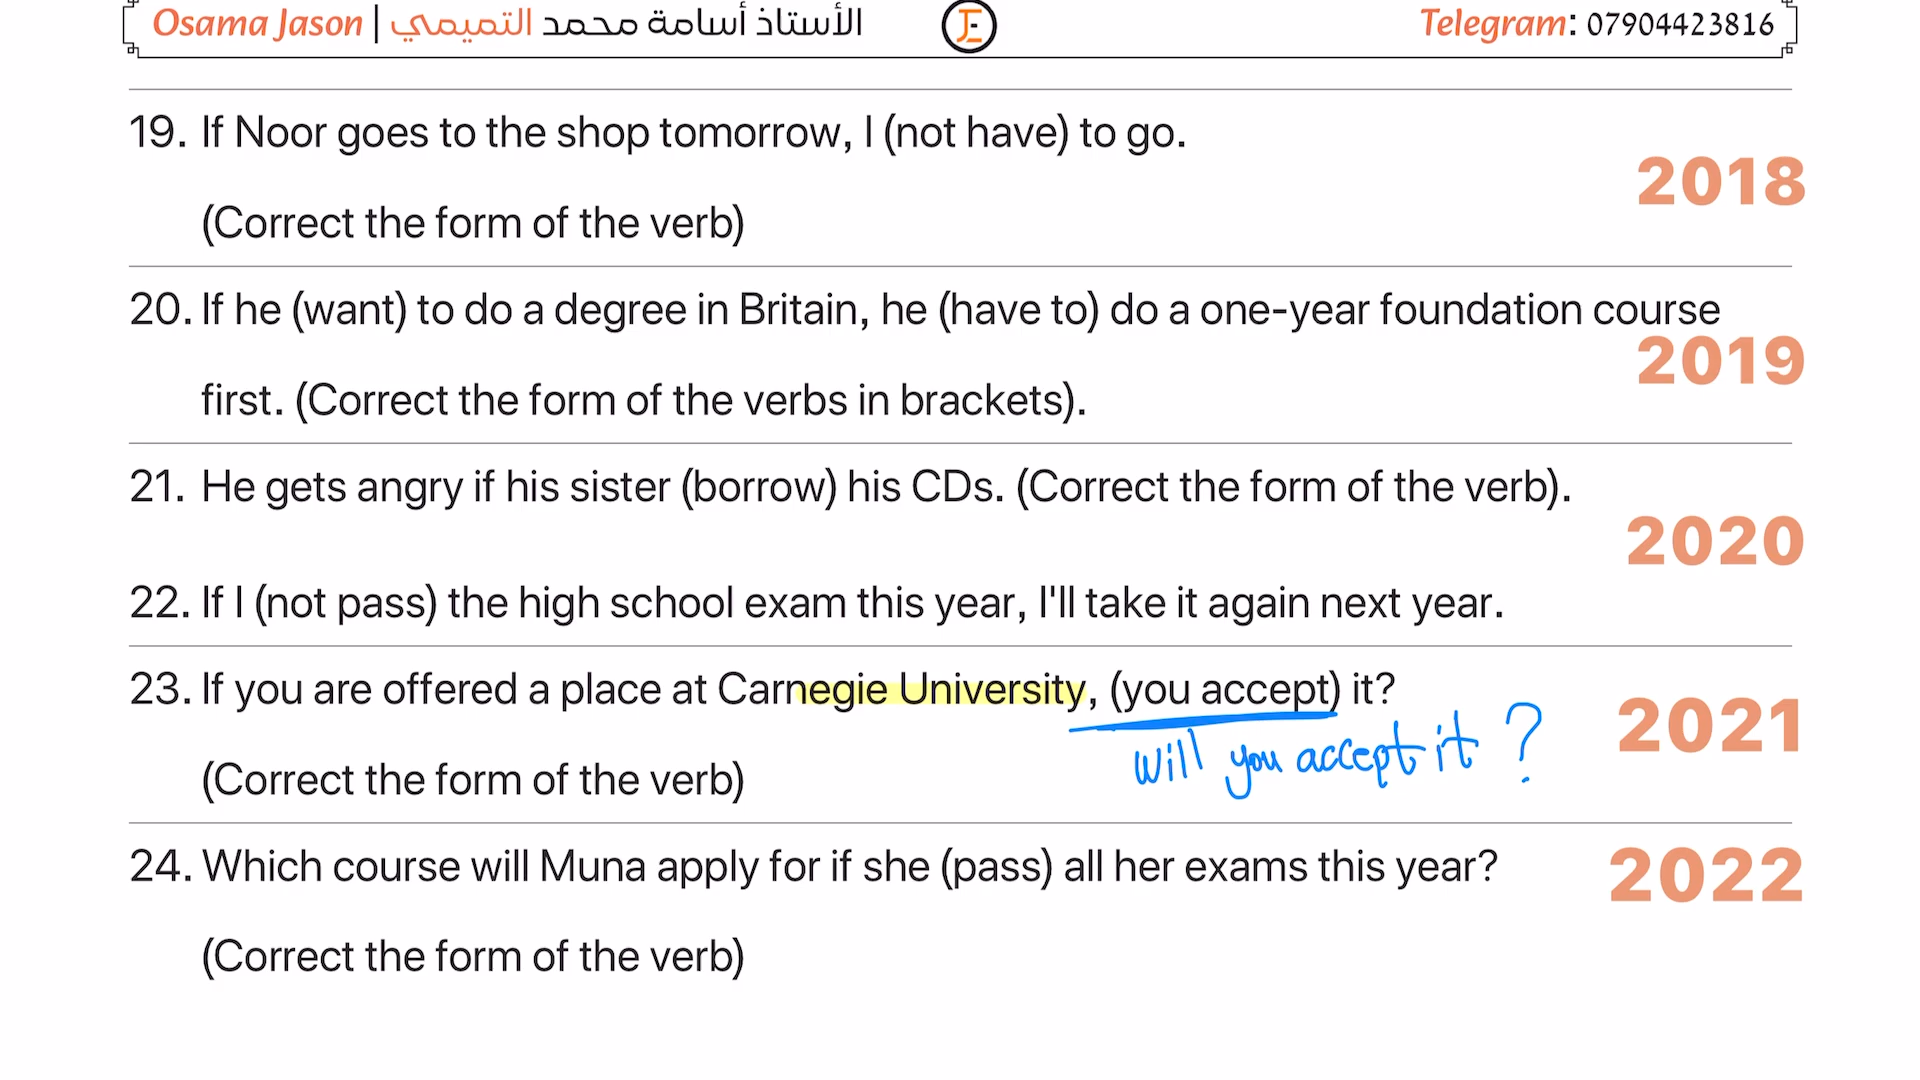 Osama Jason | الأستاذ أسامة محمد التميمي
JE
Telegram: 07904423816
19. If Noor goes to the shop tomorrow, I (not have) to go.
2018
(Correct the form of the verb)
20. If he (want) to do a degree in Britain, he (have to) do a one-year foundation course
2019
first. (Correct the form of the verbs in brackets).
21. He gets angry if his sister (borrow) his CDs. (Correct the form of the verb).
2020
22. If I (not pass) the high school exam this year, I'll take it again next year.
23. If you are offered a place at Carnegie University, (you accept) it?
2021
will you accept it ?
(Correct the form of the verb)
24. Which course will Muna apply for if she (pass) all her exams this year?
2022
(Correct the form of the verb)